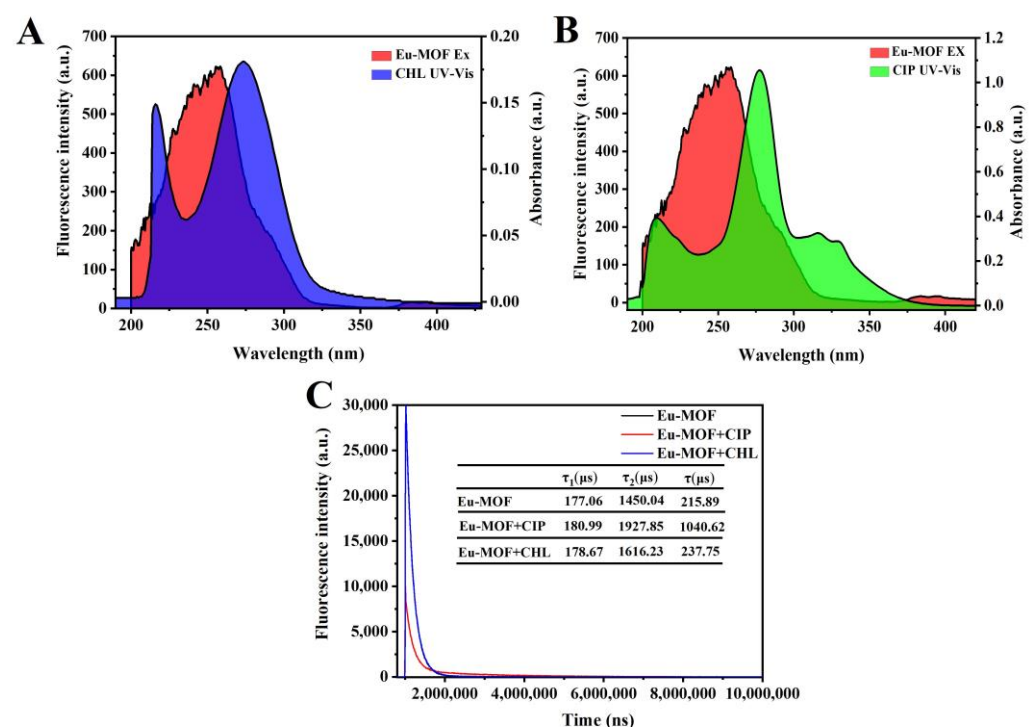 A
Eu-MOF Ex
CHL UV-Vis
Fluorescence intensity (a.u.)
700
600
500
400
300
200
100
0
200 250 300 350 400
Wavelength (nm)
0.20
0.15
0.10
0.05
0.00
Absorbance (a.u.)
B
Eu-MOF EX
CIP UV-Vis
Fluorescence intensity (a.u.)
700
600
500
400
300
200
100
0
200 250 300 350 400
Wavelength (nm)
1.2
1.0
0.8
0.6
0.4
0.2
0.0
Absorbance (a.u.)
C
Eu-MOF
Eu-MOF+CIP
Eu-MOF+CHL
Fluorescence intensity (a.u.)
30,000
25,000
20,000
15,000
10,000
5,000
0
τ₁(μs) τ₂(μs) τ(μs)
Eu-MOF 177.06 1450.04 215.89
Eu-MOF+CIP 180.99 1927.85 1040.62
Eu-MOF+CHL 178.67 1616.23 237.75
2,000,000 4,000,000 6,000,000 8,000,000 10,000,000
Time (ns)